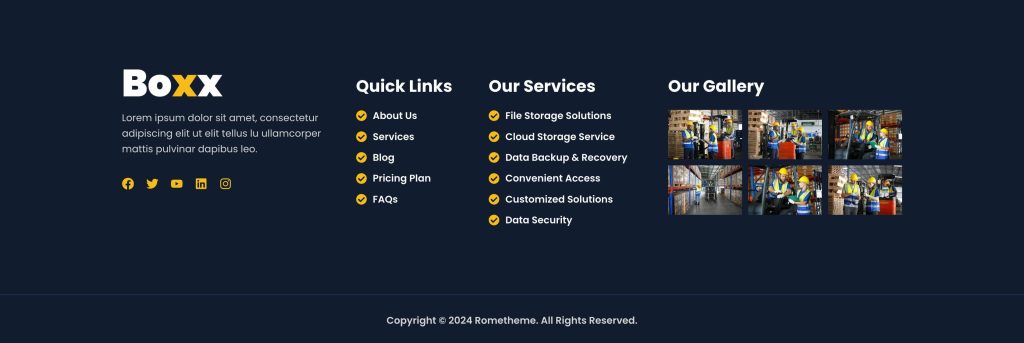 Boxx
Lorem ipsum dolor sit amet, consectetur
adipiscing elit ut elit tellus lu ullamcorper
mattis pulvinar dapibus leo.
Quick Links
About Us
Services
Blog
Pricing Plan
FAQs
Our Services
File Storage Solutions
Cloud Storage Service
Data Backup & Recovery
Convenient Access
Customized Solutions
Data Security
Our Gallery
Copyright © 2024 Rometheme. All Rights Reserved.